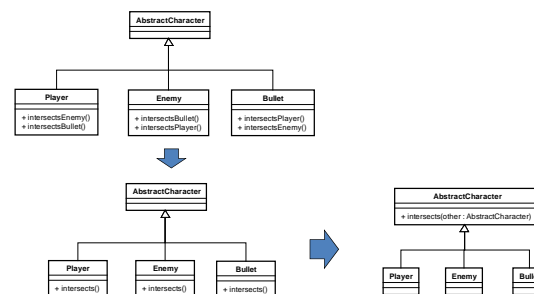 AbstractCharacter
Player
+ intersectsEnemy()
+ intersectsBullet()
Enemy
+ intersectsBullet()
+ intersectsPlayer()
Bullet
+ intersectsPlayer()
+ intersectsEnemy()
AbstractCharacter
Player
+ intersects()
Enemy
+ intersects()
Bullet
+ intersects()
AbstractCharacter
+ intersects(other : AbstractCharacter)
Player
Enemy